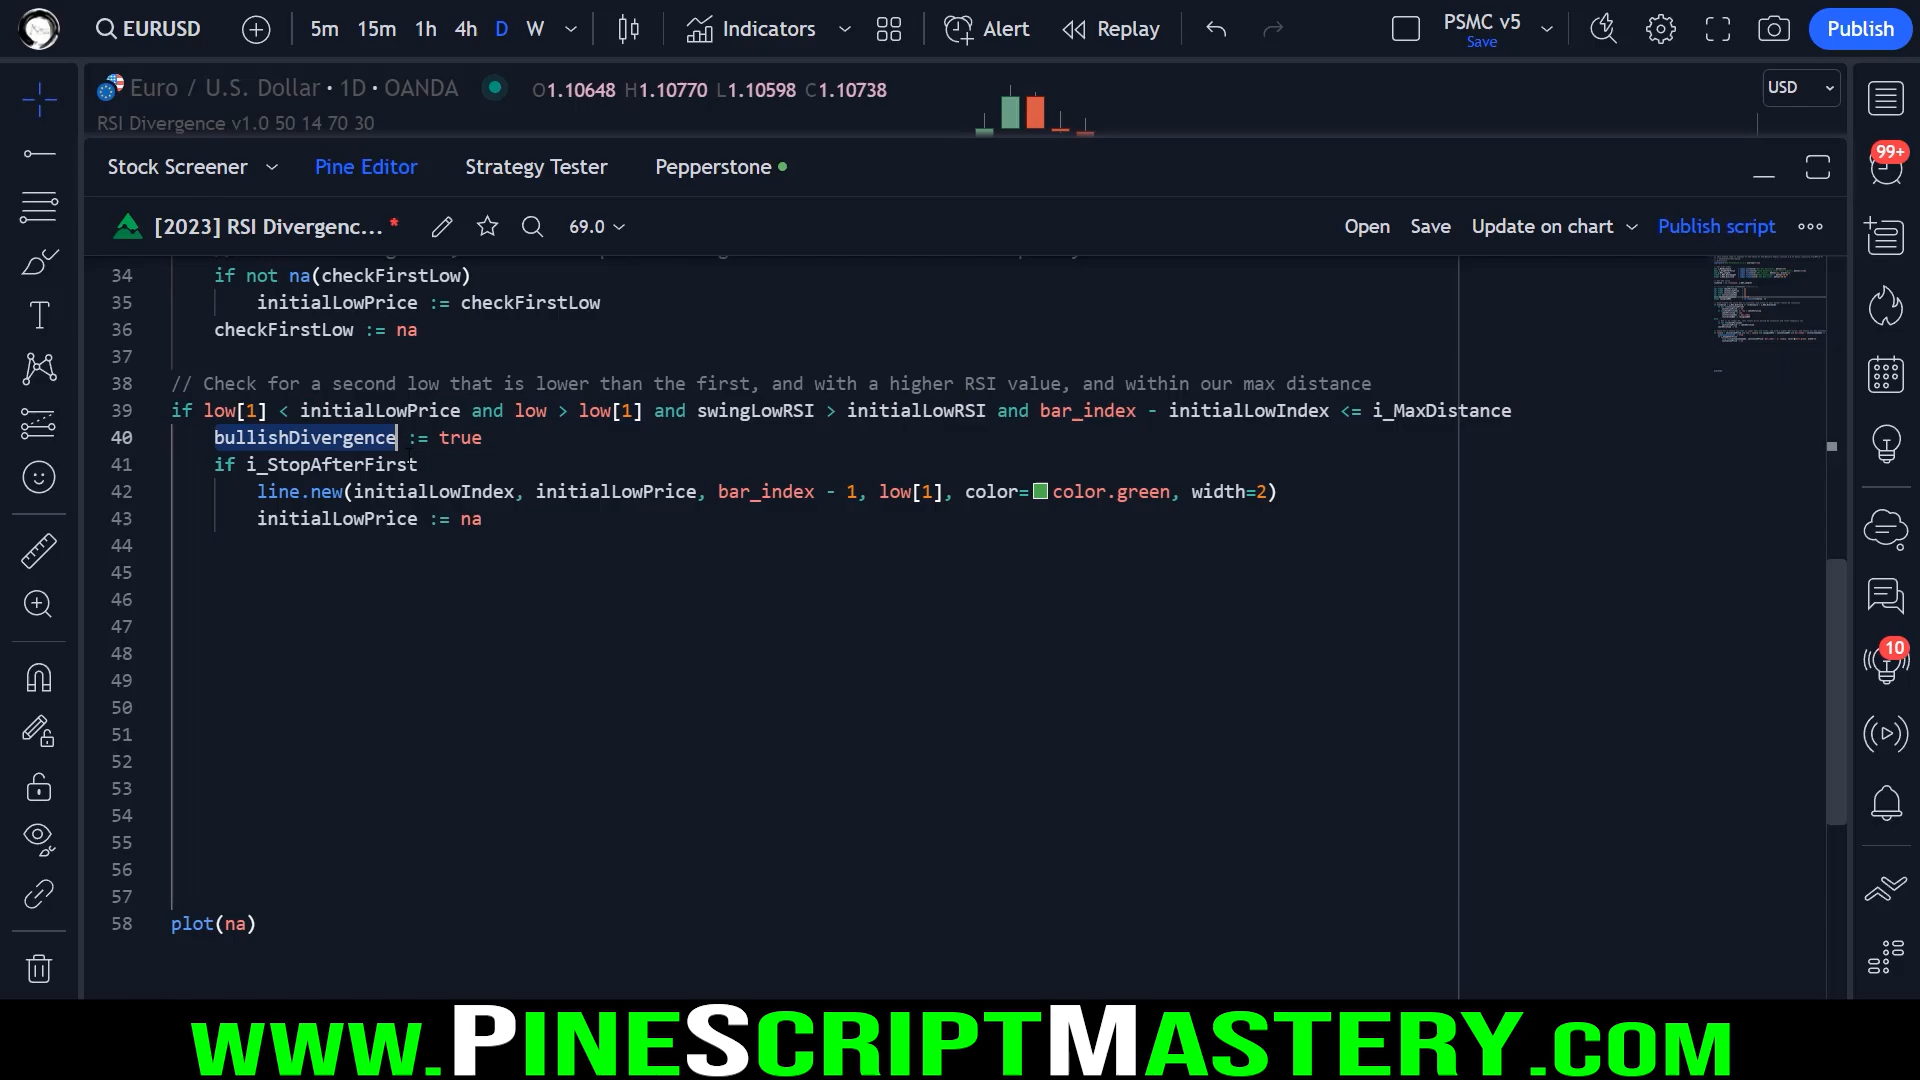 EURUSD
5m 15m 1h 4h D W
Indicators
Alert
Replay
PSMC v5
Save
Publish
Euro / U.S. Dollar • 1D • OANDA
O1.10648 H1.10770 L1.10598 C1.10738
USD
RSI Divergence v1.0 50 14 70 30
99+
Stock Screener
Pine Editor
Strategy Tester
Pepperstone
[2023] RSI Divergenc... *
69.0
Open
Save
Update on chart
Publish script
34 if not na(checkFirstLow)
35 initialLowPrice := checkFirstLow
36 checkFirstLow := na
37
38 // Check for a second low that is lower than the first, and with a higher RSI value, and within our max distance
39 if low[1] < initialLowPrice and low > low[1] and swingLowRSI > initialLowRSI and bar_index - initialLowIndex <= i_MaxDistance
40 bullishDivergence := true
41 if i_StopAfterFirst
42 line.new(initialLowIndex, initialLowPrice, bar_index - 1, low[1], color=color.green, width=2)
43 initialLowPrice := na
44
45
46
47
48
49
50
51
52
53
54
55
56
57
58 plot(na)
10
www.PineScriptMastery.com